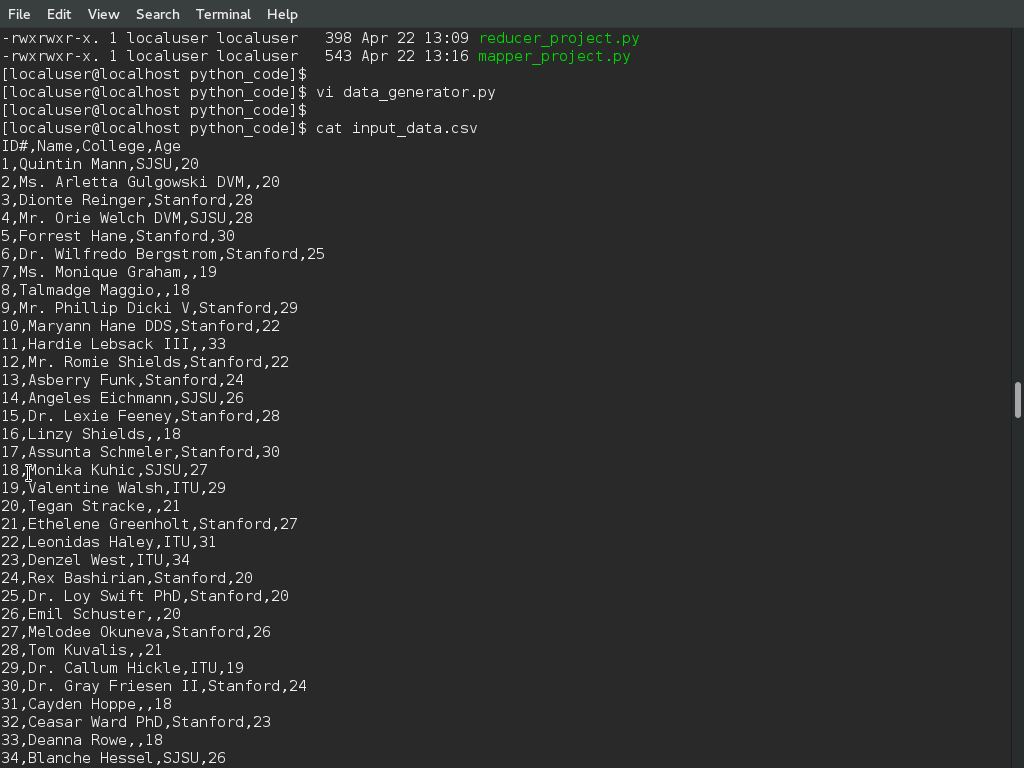 File Edit View Search Terminal Help
-rwxrwxr-x. 1 localuser localuser   398 Apr 22 13:09 reducer_project.py
-rwxrwxr-x. 1 localuser localuser   543 Apr 22 13:16 mapper_project.py
[localuser@localhost python_code]$
[localuser@localhost python_code]$ vi data_generator.py
[localuser@localhost python_code]$
[localuser@localhost python_code]$ cat input_data.csv
ID#,Name,College,Age
1,Quintin Mann,SJSU,20
2,Ms. Arletta Gulgowski DVM,,20
3,Dionte Reinger,Stanford,28
4,Mr. Orie Welch DVM,SJSU,28
5,Forrest Hane,Stanford,30
6,Dr. Wilfredo Bergstrom,Stanford,25
7,Ms. Monique Graham,,19
8,Talmadge Maggio,,18
9,Mr. Phillip Dicki V,Stanford,29
10,Maryann Hane DDS,Stanford,22
11,Hardie Lebsack III,,33
12,Mr. Romie Shields,Stanford,22
13,Asberry Funk,Stanford,24
14,Angeles Eichmann,SJSU,26
15,Dr. Lexie Feeney,Stanford,28
16,Linzy Shields,,18
17,Assunta Schmeler,Stanford,30
18,Monika Kuhic,SJSU,27
19,Valentine Walsh,ITU,29
20,Tegan Stracke,,21
21,Ethelene Greenholt,Stanford,27
22,Leonidas Haley,ITU,31
23,Denzel West,ITU,34
24,Rex Bashirian,Stanford,20
25,Dr. Loy Swift PhD,Stanford,20
26,Emil Schuster,,20
27,Melodee Okuneva,Stanford,26
28,Tom Kuvalis,,21
29,Dr. Callum Hickle,ITU,19
30,Dr. Gray Friesen II,Stanford,24
31,Cayden Hoppe,,18
32,Ceasar Ward PhD,Stanford,23
33,Deanna Rowe,,18
34,Blanche Hessel,SJSU,26